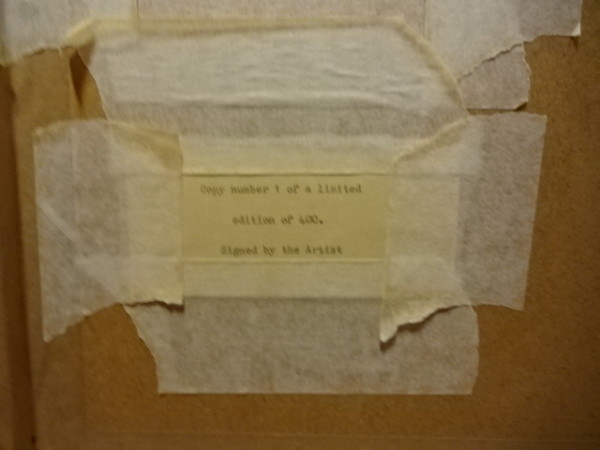 Copy number 1 of a limited
edition of 400.
Signed by the Artist